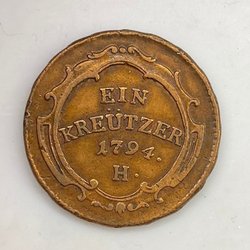 EIN
KREÜTZER
1794.
H.